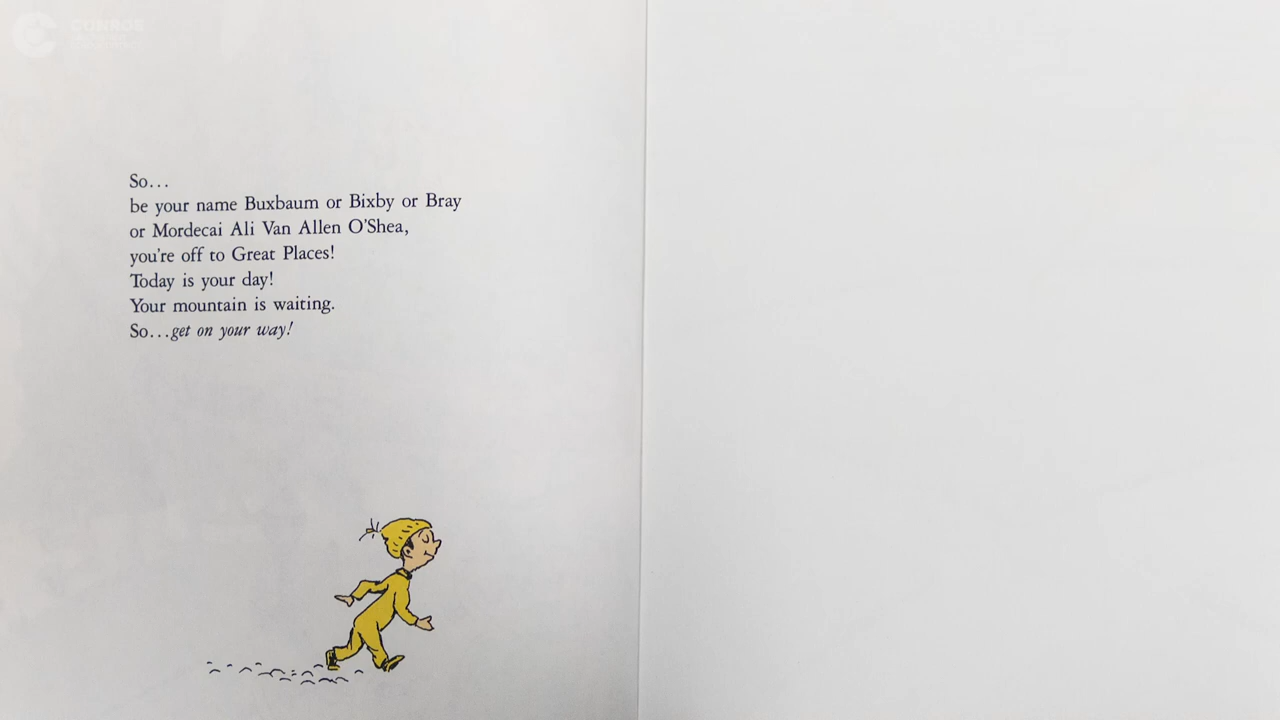 So...
be your name Buxbaum or Bixby or Bray
or Mordecai Ali Van Allen O'Shea,
you're off to Great Places!
Today is your day!
Your mountain is waiting.
So...get on your way!